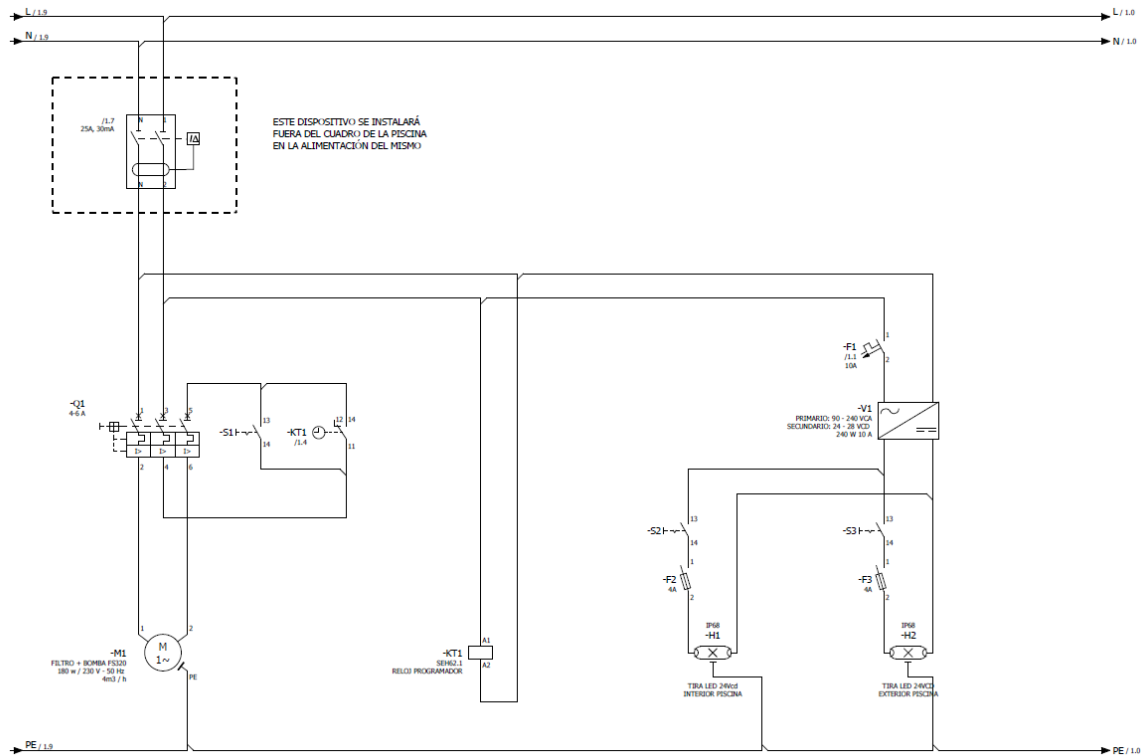 L / 1.9
L / 1.0
N / 1.9
N / 1.0
/1.7
25A, 30mA
N 1
I∆
N 2
ESTE DISPOSITIVO SE INSTALARÁ
FUERA DEL CUADRO DE LA PISCINA
EN LA ALIMENTACIÓN DEL MISMO
-F1
/1.1
10A
1
2
-Q1
4-6 A
1 3 5
I> I> I>
2 4 6
-S1
13
14
-KT1
/1.4
12 14
11
-V1
PRIMARIO: 90 - 240 VCA
SECUNDARIO: 24 - 28 VCD
240 W 10 A
-S2
13
14
-S3
13
14
-F2
4A
1
2
-F3
4A
1
2
1 2
M
1~
PE
-M1
FILTRO + BOMBA FS320
180 w / 230 V - 50 Hz
4m3 / h
A1
A2
-KT1
SEH62.1
RELOJ PROGRAMADOR
IP68
-H1
TIRA LED 24Vcd
INTERIOR PISCINA
IP68
-H2
TIRA LED 24VCD
EXTERIOR PISCINA
PE / 1.9
PE / 1.0